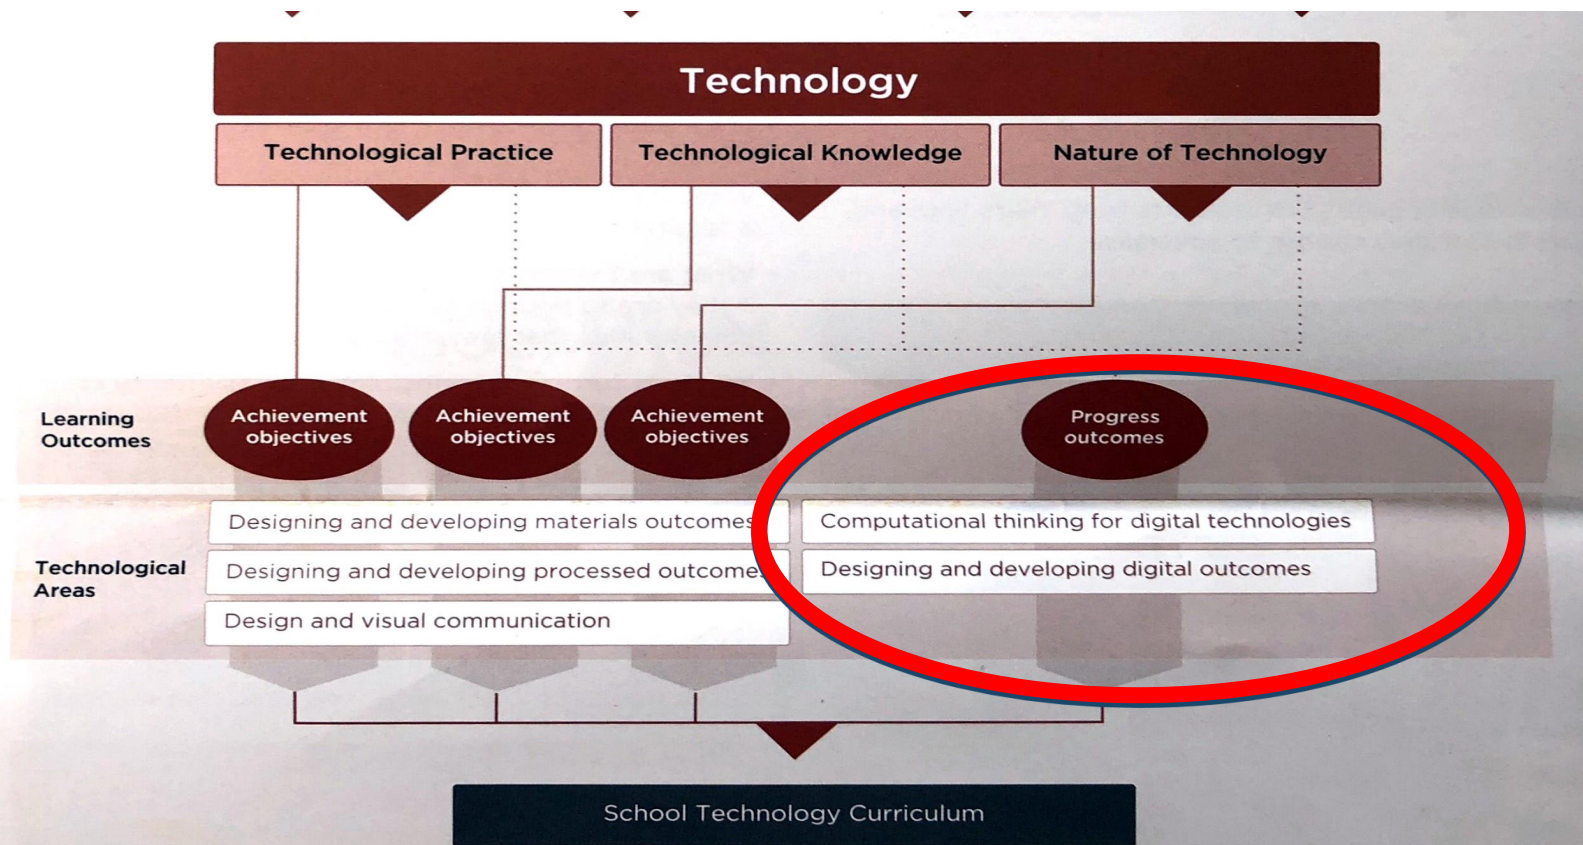 Technology
Technological Practice
Technological Knowledge
Nature of Technology
Learning
Outcomes
Achievement
objectives
Achievement
objectives
Achievement
objectives
Progress
outcomes
Technological
Areas
Designing and developing materials outcomes
Designing and developing processed outcomes
Design and visual communication
Computational thinking for digital technologies
Designing and developing digital outcomes
School Technology Curriculum